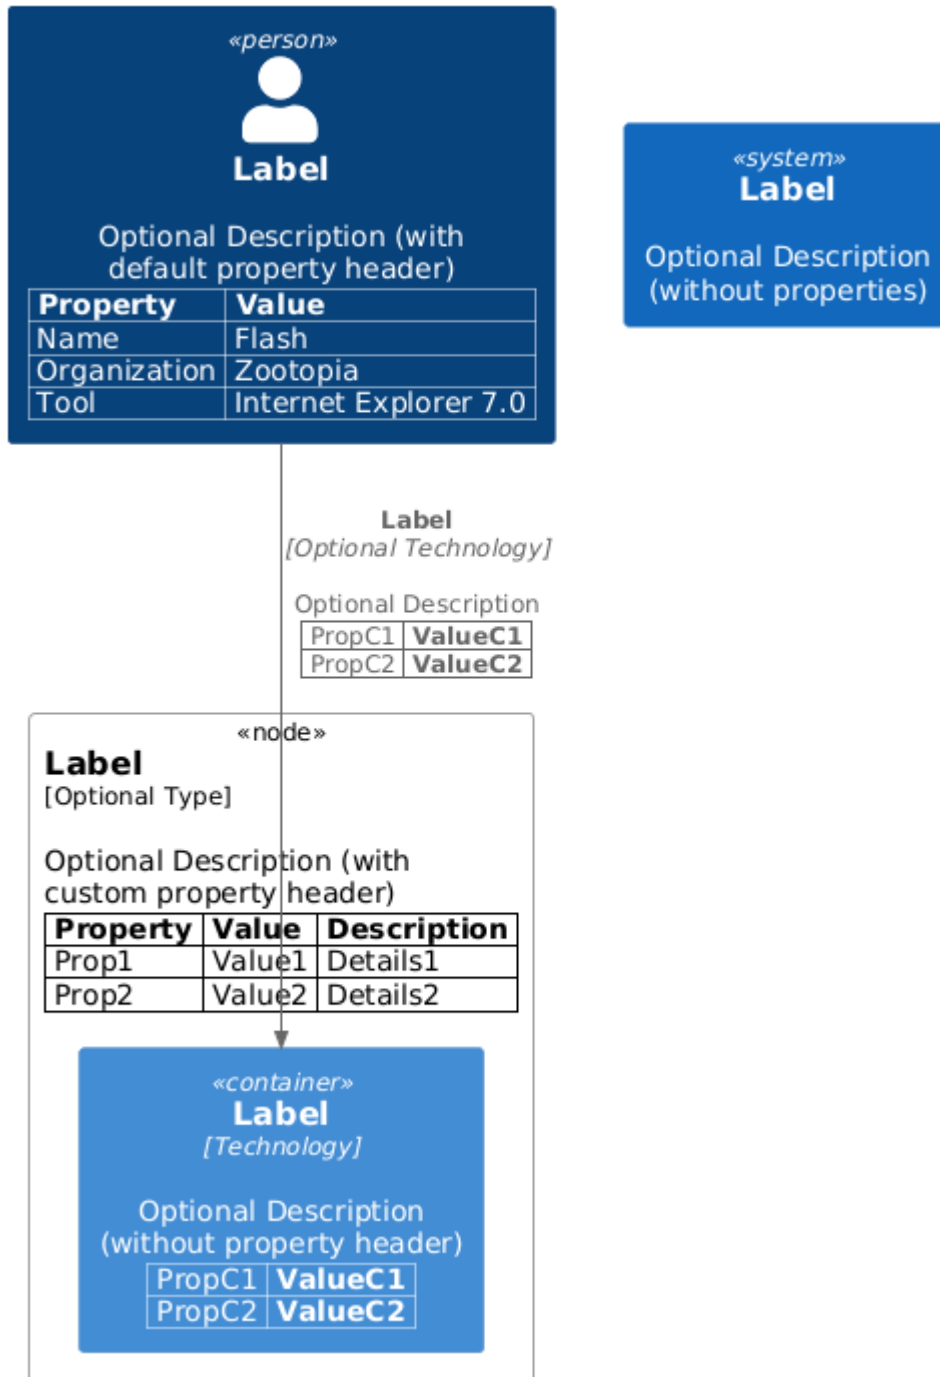 «person»
Label
Optional Description (with
default property header)
Property Value
Name Flash
Organization Zootopia
Tool Internet Explorer 7.0
«system»
Label
Optional Description
(without properties)
Label
[Optional Technology]
Optional Description
PropC1 ValueC1
PropC2 ValueC2
«node»
Label
[Optional Type]
Optional Description (with
custom property header)
Property Value Description
Prop1 Value1 Details1
Prop2 Value2 Details2
«container»
Label
[Technology]
Optional Description
(without property header)
PropC1 ValueC1
PropC2 ValueC2